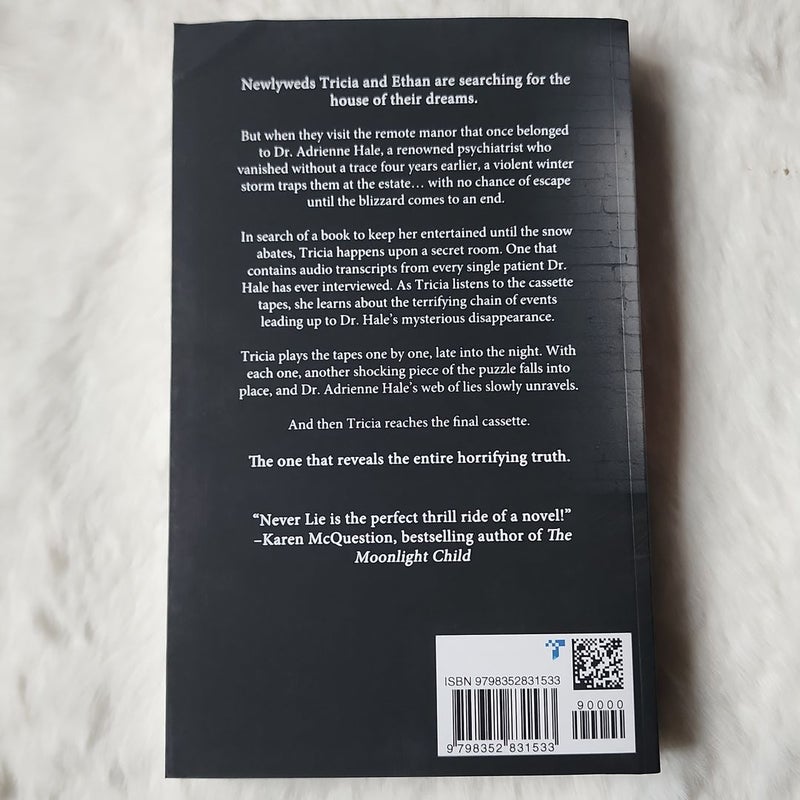 Newlyweds Tricia and Ethan are searching for the
house of their dreams.
But when they visit the remote manor that once belonged
to Dr. Adrienne Hale, a renowned psychiatrist who
vanished without a trace four years earlier, a violent winter
storm traps them at the estate… with no chance of escape
until the blizzard comes to an end.
In search of a book to keep her entertained until the snow
abates, Tricia happens upon a secret room. One that
contains audio transcripts from every single patient Dr.
Hale has ever interviewed. As Tricia listens to the cassette
tapes, she learns about the terrifying chain of events
leading up to Dr. Hale's mysterious disappearance.
Tricia plays the tapes one by one, late into the night. With
each one, another shocking piece of the puzzle falls into
place, and Dr. Adrienne Hale's web of lies slowly unravels.
And then Tricia reaches the final cassette.
The one that reveals the entire horrifying truth.
“Never Lie is the perfect thrill ride of a novel!”
–Karen McQuestion, bestselling author of The
Moonlight Child
ISBN 9798352831533
90000
9 798352 831533